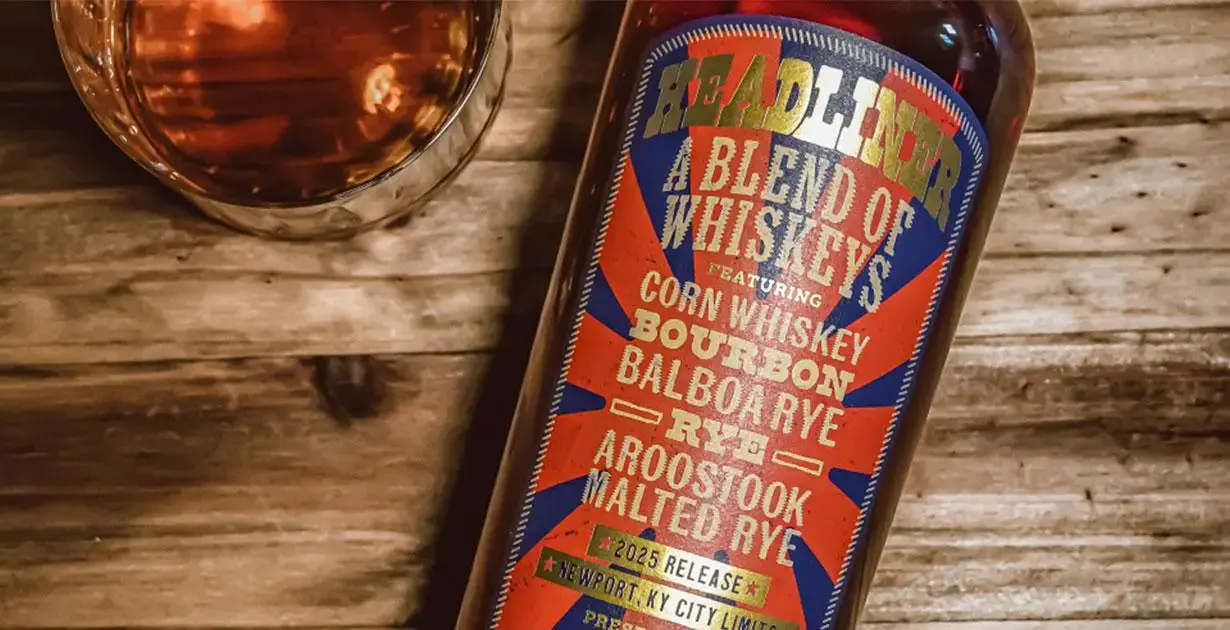 HEADLINER
A BLEND OF
WHISKEYS
FEATURING
CORN WHISKEY
BOURBON
BALBOA RYE
RYE
AROOSTOOK
MALTED RYE
2025 RELEASE
NEWPORT, KY CITY LIMITS